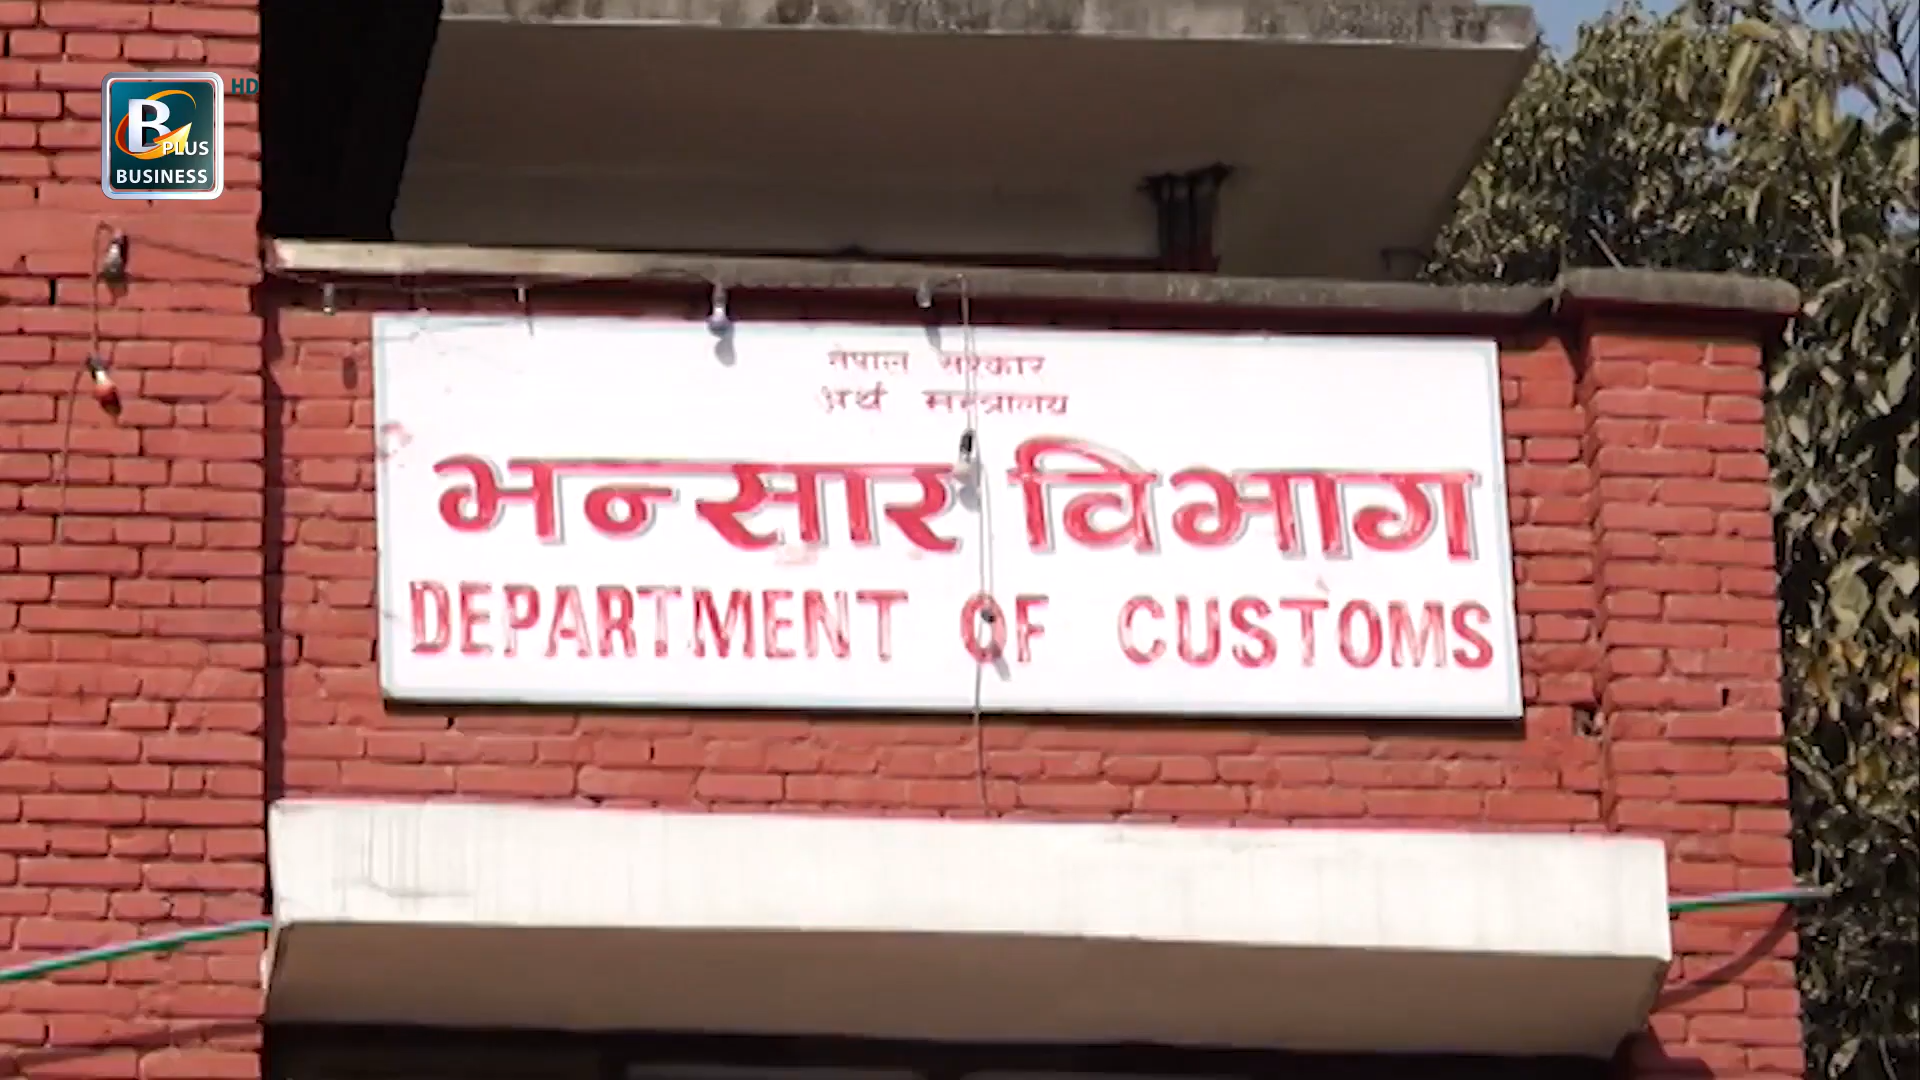 B PLUS
BUSINESS
HD
नेपाल सरकार
अर्थ मन्त्रालय
भन्सार विभाग
DEPARTMENT OF CUSTOMS